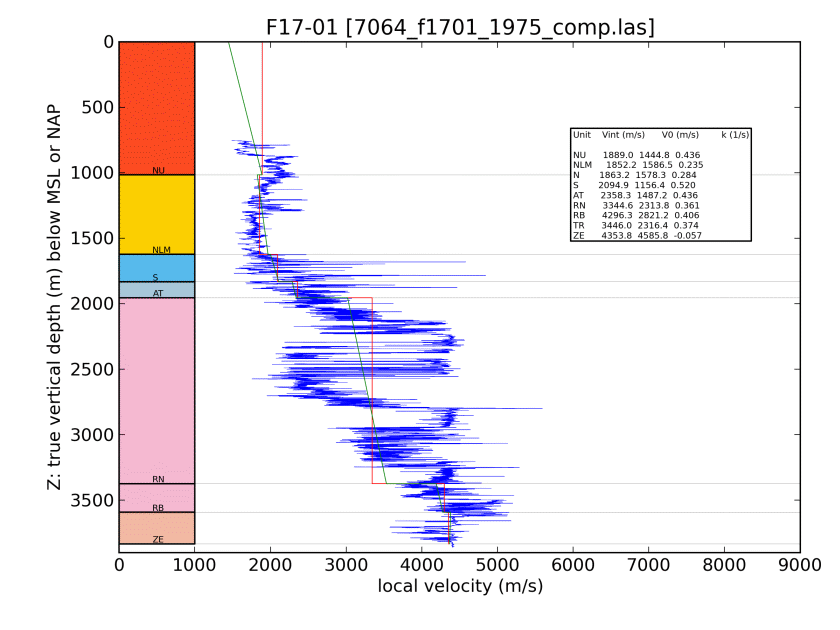 F17-01 [7064_f1701_1975_comp.las]
Z: true vertical depth (m) below MSL or NAP
0
500
1000
1500
2000
2500
3000
3500
NU
NLM
S
AT
RN
RB
ZE
Unit Vint (m/s) V0 (m/s) k (1/s)
NU 1889.0 1444.8 0.436
NLM 1852.2 1586.5 0.235
N 1863.2 1578.3 0.284
S 2094.9 1156.4 0.520
AT 2358.3 1487.2 0.436
RN 3344.6 2313.8 0.361
RB 4296.3 2821.2 0.406
TR 3446.0 2316.4 0.374
ZE 4353.8 4585.8 -0.057
0 1000 2000 3000 4000 5000 6000 7000 8000 9000
local velocity (m/s)